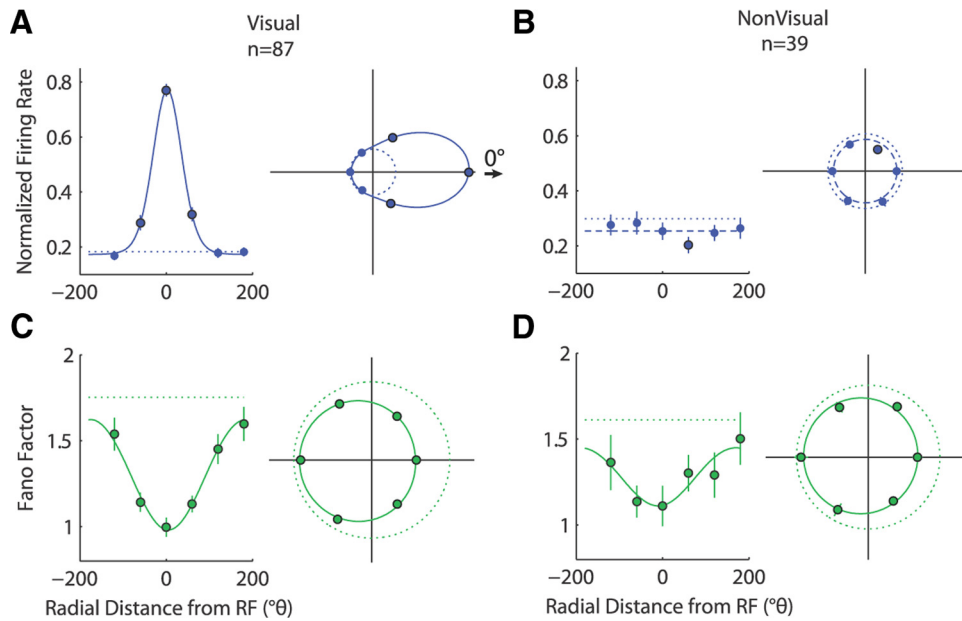 A
Visual
n=87
B
NonVisual
n=39
Normalized Firing Rate
0.8
0.6
0.4
0.2
−200
0
200
0°
0.8
0.6
0.4
0.2
−200
0
200
C
D
Fano Factor
2
1.5
1
−200
0
200
Radial Distance from RF (°θ)
2
1.5
1
−200
0
200
Radial Distance from RF (°θ)